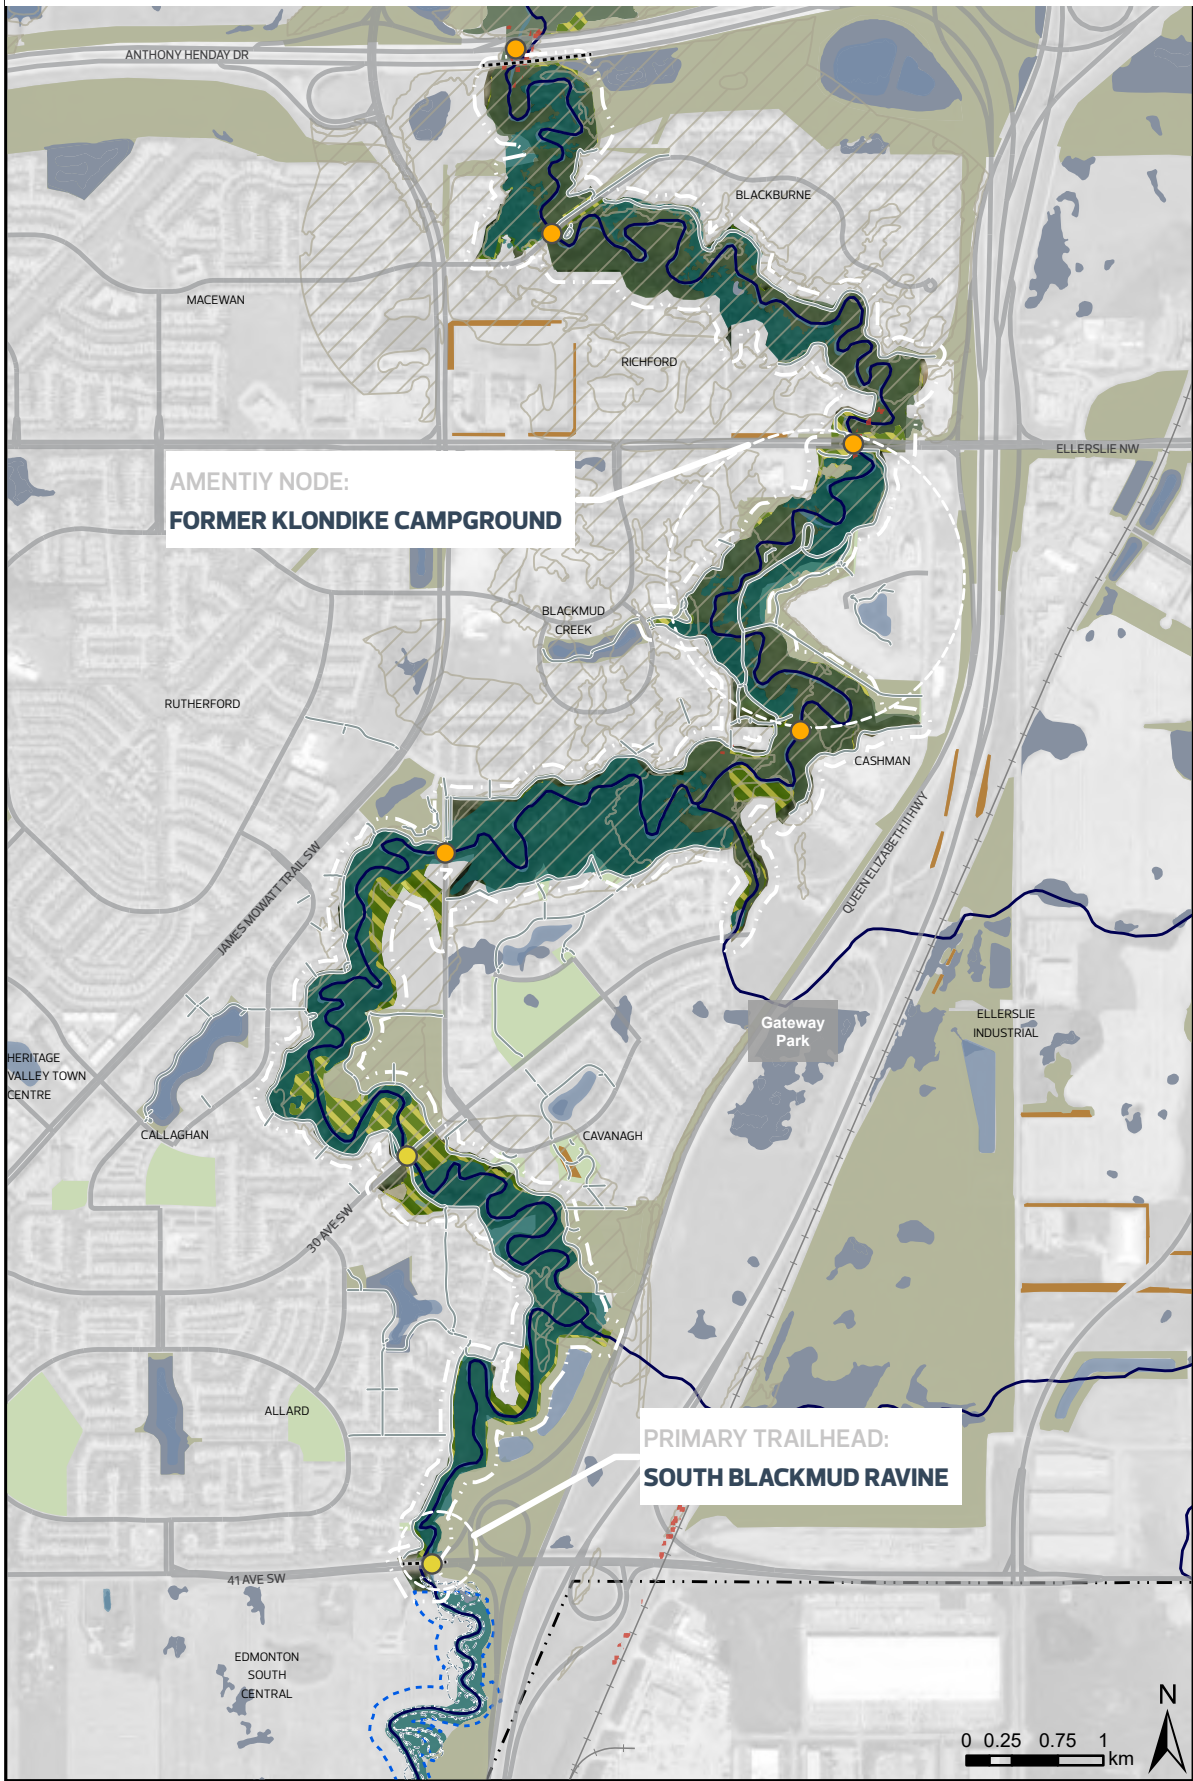 ANTHONY HENDAY DR
BLACKBURNE
MACEWAN
RICHFORD
ELLERSLIE NW
AMENTIY NODE:
FORMER KLONDIKE CAMPGROUND
BLACKMUD
CREEK
RUTHERFORD
CASHMAN
QUEEN ELIZABETH II HWY
JAMES MOWATT TRAIL SW
Gateway
Park
ELLERSLIE
INDUSTRIAL
HERITAGE
VALLEY TOWN
CENTRE
CALLAGHAN
CAVANAGH
30 AVE SW
ALLARD
PRIMARY TRAILHEAD:
SOUTH BLACKMUD RAVINE
41 AVE SW
EDMONTON
SOUTH
CENTRAL
N
0 0.25 0.75 1
km